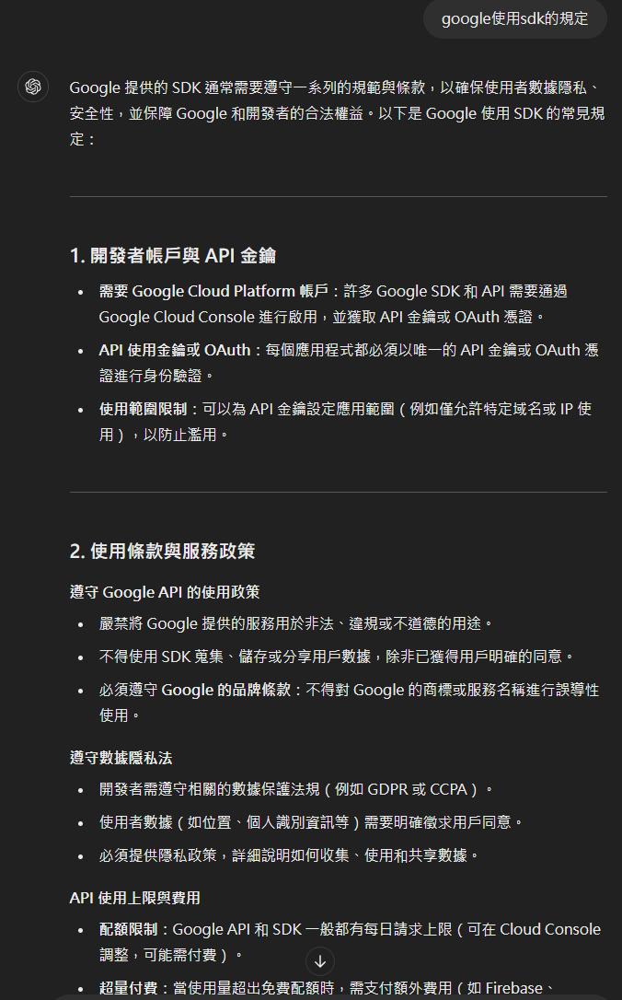 google使用sdk的規定
Google 提供的 SDK 通常需要遵守一系列的規範與條款，以確保使用者數據隱私、
安全性，並保障 Google 和開發者的合法權益。以下是 Google 使用 SDK 的常見規
定：
1. 開發者帳戶與 API 金鑰
• 需要 Google Cloud Platform 帳戶：許多 Google SDK 和 API 需要通過
Google Cloud Console 進行啟用，並獲取 API 金鑰或 OAuth 憑證。
• API 使用金鑰或 OAuth：每個應用程式都必須以唯一的 API 金鑰或 OAuth 憑
證進行身份驗證。
• 使用範圍限制：可以為 API 金鑰設定應用範圍（例如僅允許特定域名或 IP 使
用），以防止濫用。
2. 使用條款與服務政策
遵守 Google API 的使用政策
• 嚴禁將 Google 提供的服務用於非法、違規或不道德的用途。
• 不得使用 SDK 蒐集、儲存或分享用戶數據，除非已獲得用戶明確的同意。
• 必須遵守 Google 的品牌條款：不得對 Google 的商標或服務名稱進行誤導性
使用。
遵守數據隱私法
• 開發者需遵守相關的數據保護法規（例如 GDPR 或 CCPA）。
• 使用者數據（如位置、個人識別資訊等）需要明確徵求用戶同意。
• 必須提供隱私政策，詳細說明如何收集、使用和共享數據。
API 使用上限與費用
• 配額限制：Google API 和 SDK 一般都有每日請求上限（可在 Cloud Console
調整，可能需付費）。
• 超量付費：當使用量超出免費配額時，需支付額外費用（如 Firebase、